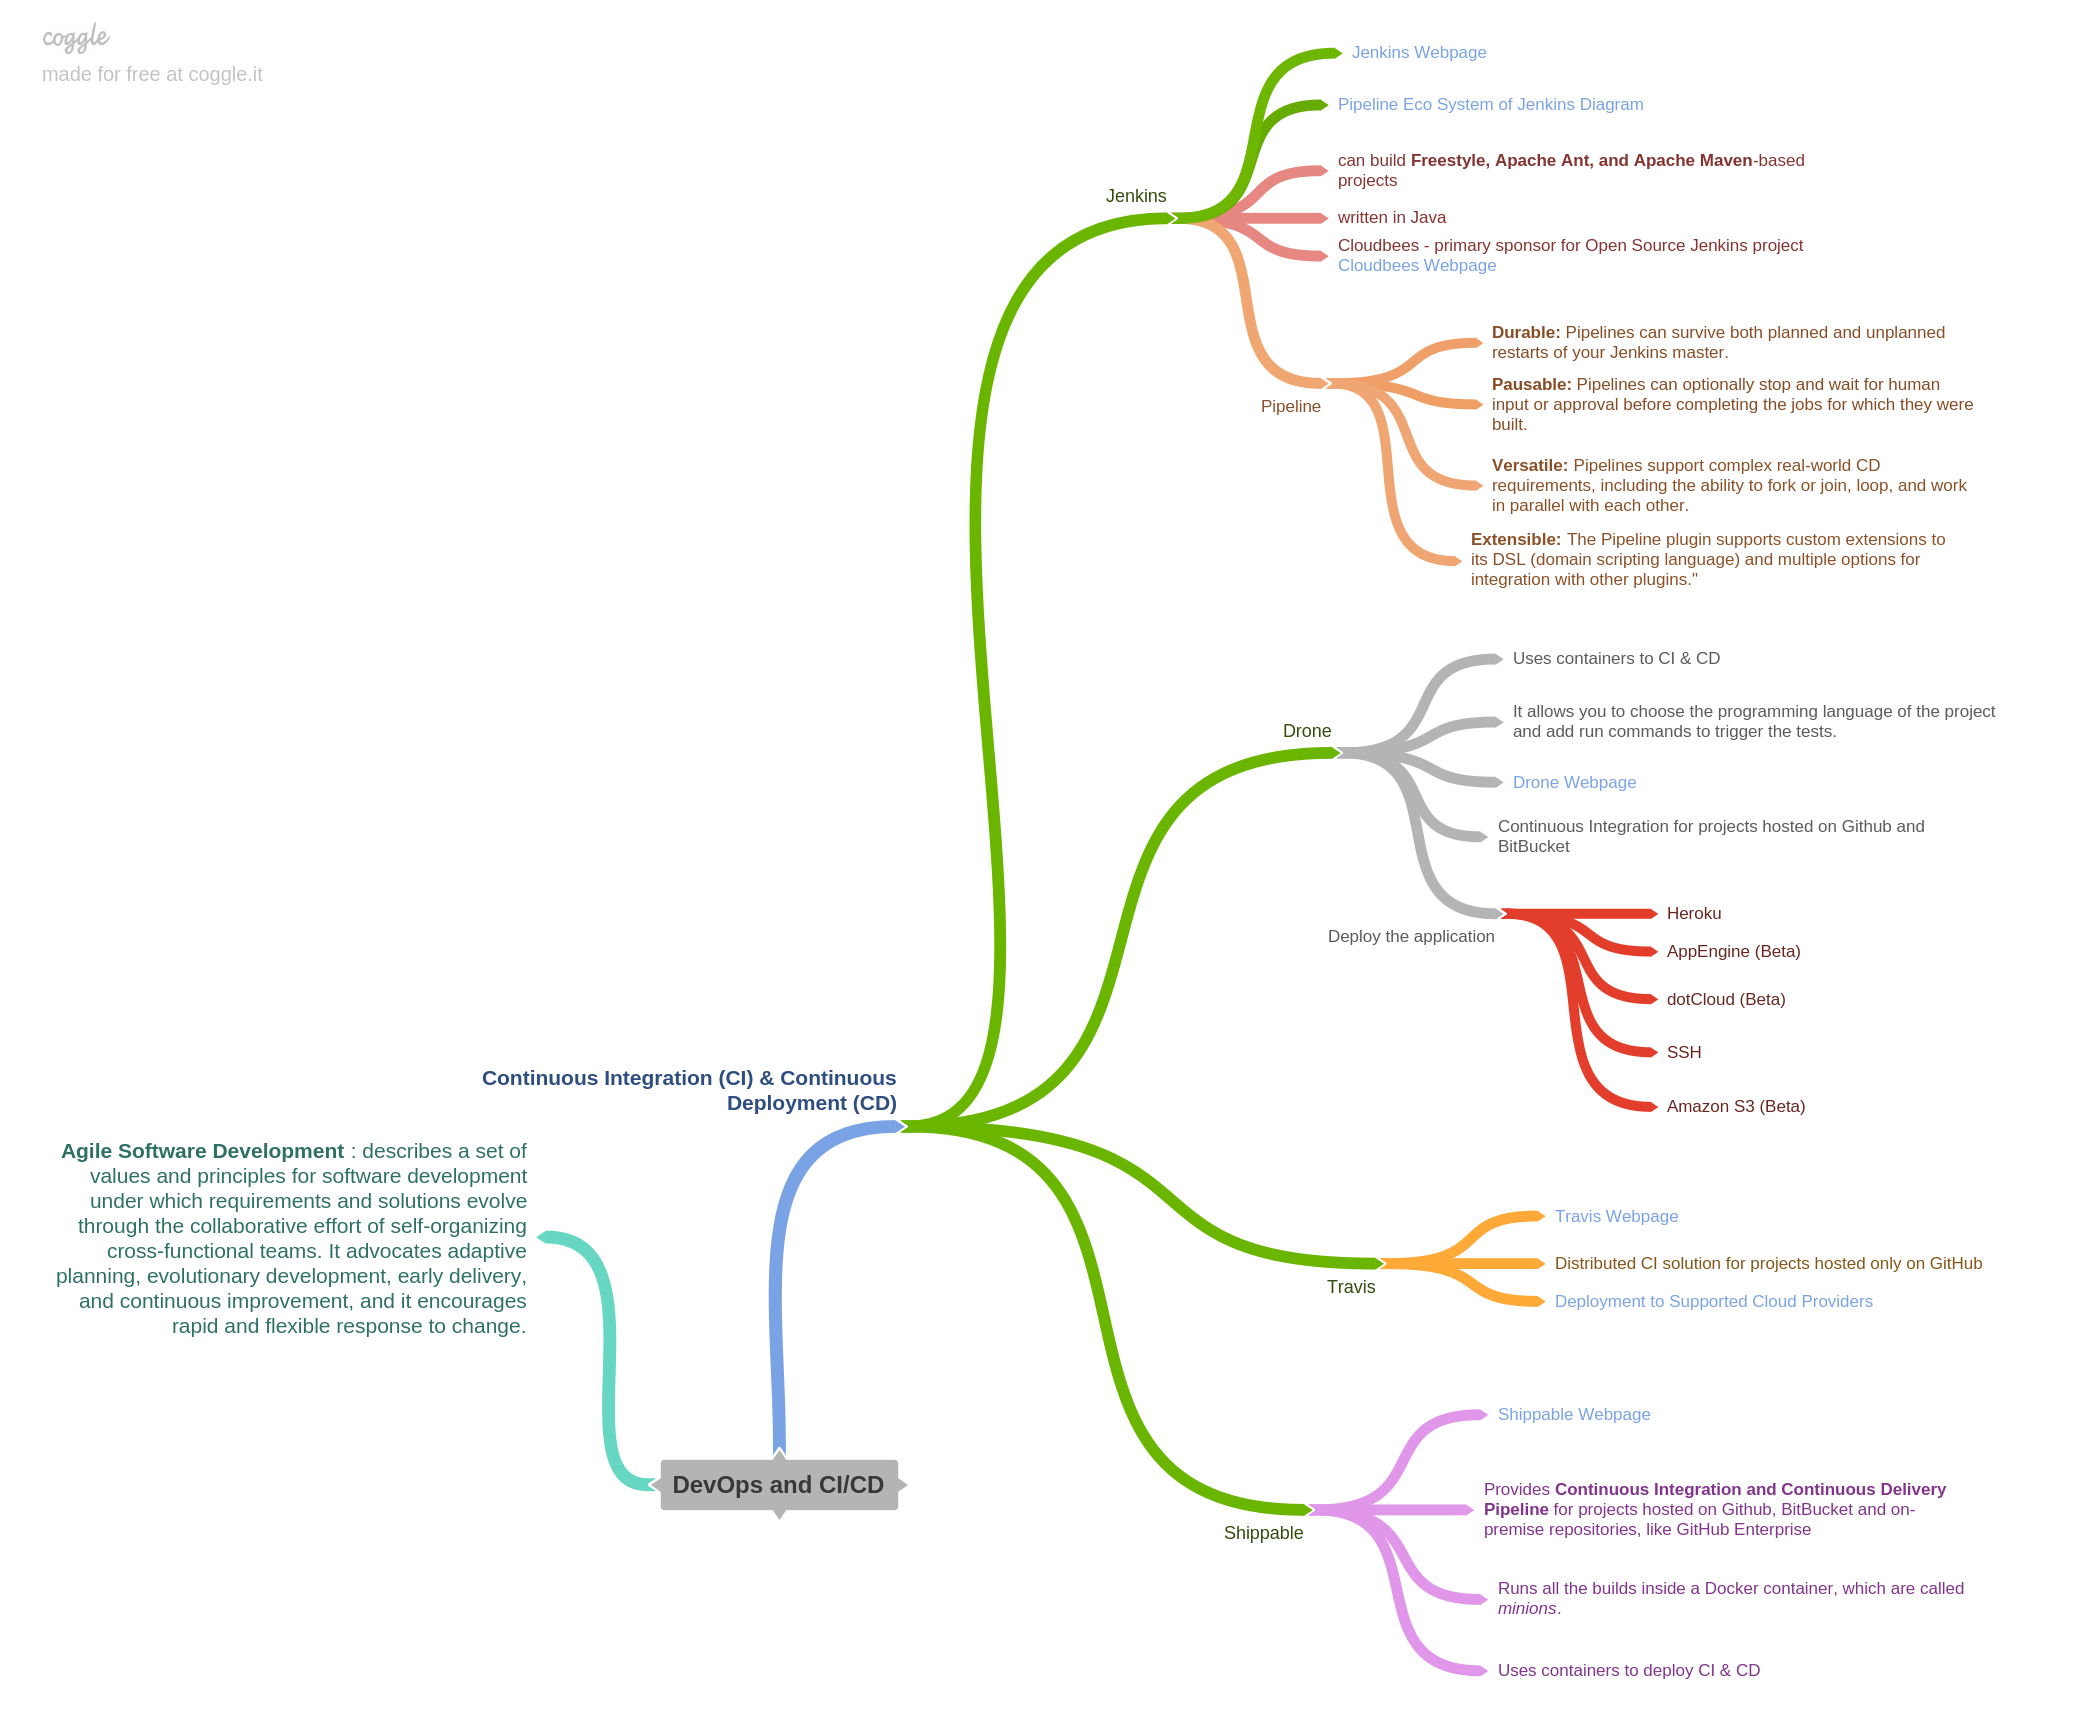 coggle
made for free at coggle.it
Jenkins
Jenkins Webpage
Pipeline Eco System of Jenkins Diagram
can build Freestyle, Apache Ant, and Apache Maven-based
projects
written in Java
Cloudbees - primary sponsor for Open Source Jenkins project
Cloudbees Webpage
Pipeline
Durable: Pipelines can survive both planned and unplanned
restarts of your Jenkins master.
Pausable: Pipelines can optionally stop and wait for human
input or approval before completing the jobs for which they were
built.
Versatile: Pipelines support complex real-world CD
requirements, including the ability to fork or join, loop, and work
in parallel with each other.
Extensible: The Pipeline plugin supports custom extensions to
its DSL (domain scripting language) and multiple options for
integration with other plugins."
Drone
Uses containers to CI & CD
It allows you to choose the programming language of the project
and add run commands to trigger the tests.
Drone Webpage
Continuous Integration for projects hosted on Github and
BitBucket
Deploy the application
Heroku
AppEngine (Beta)
dotCloud (Beta)
SSH
Amazon S3 (Beta)
Continuous Integration (CI) & Continuous
Deployment (CD)
Agile Software Development : describes a set of
values and principles for software development
under which requirements and solutions evolve
through the collaborative effort of self-organizing
cross-functional teams. It advocates adaptive
planning, evolutionary development, early delivery,
and continuous improvement, and it encourages
rapid and flexible response to change.
Travis
Travis Webpage
Distributed CI solution for projects hosted only on GitHub
Deployment to Supported Cloud Providers
DevOps and CI/CD
Shippable
Shippable Webpage
Provides Continuous Integration and Continuous Delivery
Pipeline for projects hosted on Github, BitBucket and on-
premise repositories, like GitHub Enterprise
Runs all the builds inside a Docker container, which are called
minions.
Uses containers to deploy CI & CD